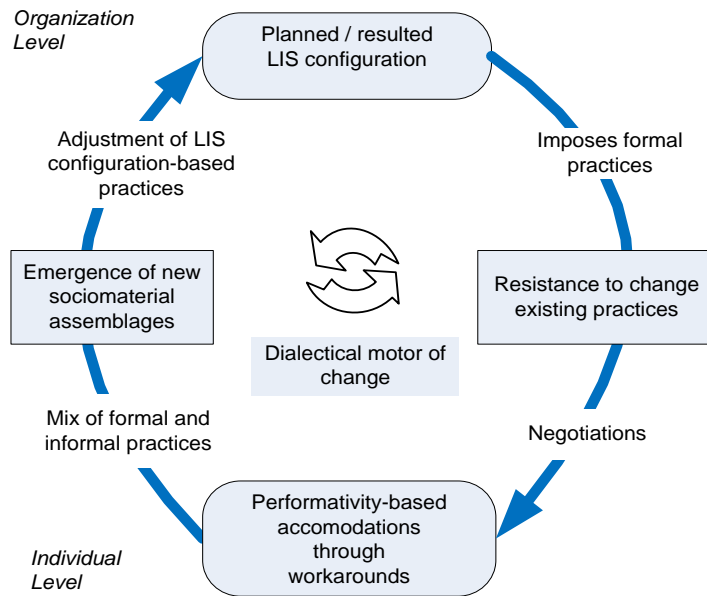 Organization
Level
Planned / resulted
LIS configuration
Imposes formal
practices
Resistance to change
existing practices
Negotiations
Performativity-based
accomodations
through
workarounds
Mix of formal and
informal practices
Emergence of new
sociomaterial
assemblages
Adjustment of LIS
configuration-based
practices
Dialectical motor of
change
Individual
Level